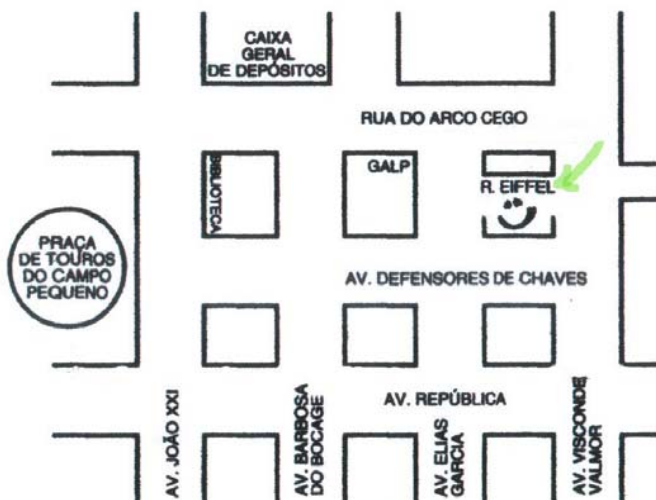 CAIXA
GERAL
DE DEPÓSITOS
RUA DO ARCO CEGO
BIBLIOTECA
GALP
R. EIFFEL
PRAÇA
DE TOUROS
DO CAMPO
PEQUENO
AV. DEFENSORES DE CHAVES
AV. REPÚBLICA
AV. JOÃO XXI
AV. BARBOSA
DO BOCAGE
AV. ELIAS
GARCIA
AV. VISCONDE
VALMOR